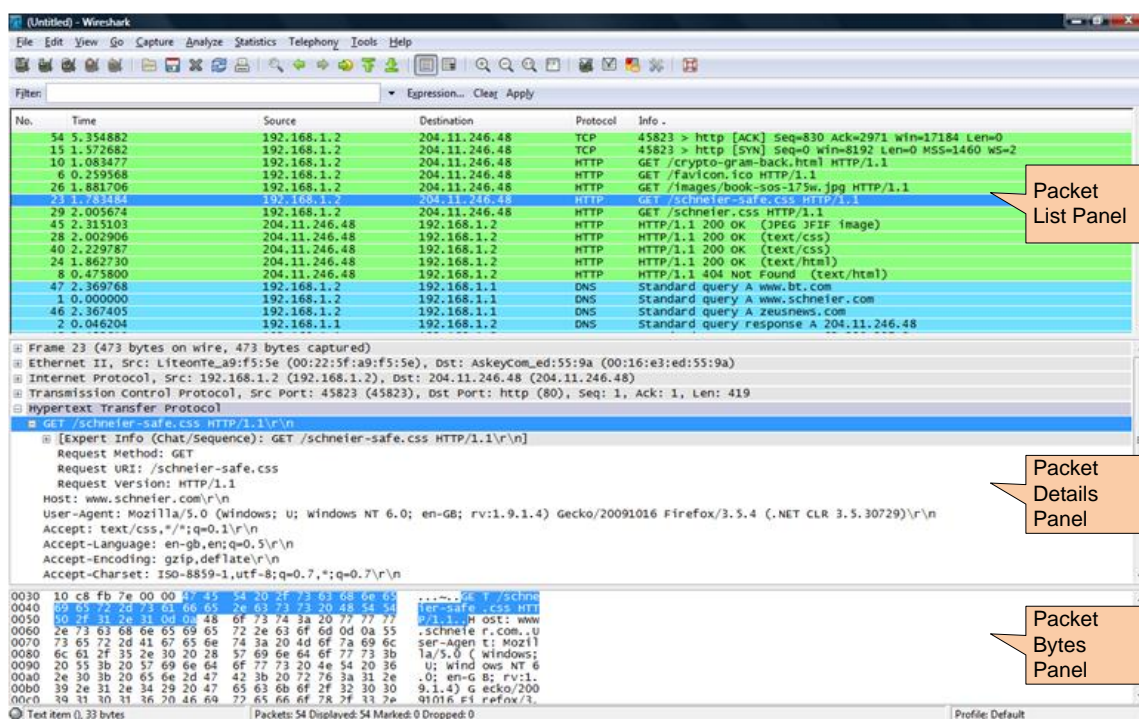 (Untitled) - Wireshark
File Edit View Go Capture Analyze Statistics Telephony Tools Help
Filter: Expression... Clear Apply
No. Time Source Destination Protocol Info .
54 5.354882 192.168.1.2 204.11.246.48 TCP 45823 > http [ACK] Seq=830 Ack=2971 Win=17184 Len=0
15 1.572682 192.168.1.2 204.11.246.48 TCP 45823 > http [SYN] Seq=0 Win=8192 Len=0 MSS=1460 WS=2
10 1.083477 192.168.1.2 204.11.246.48 HTTP GET /crypto-gram-back.html HTTP/1.1
6 0.259568 192.168.1.2 204.11.246.48 HTTP GET /favicon.ico HTTP/1.1
26 1.881706 192.168.1.2 204.11.246.48 HTTP GET /images/book-sos-175w.jpg HTTP/1.1
23 1.783484 192.168.1.2 204.11.246.48 HTTP GET /schneier-safe.css HTTP/1.1
29 2.005674 192.168.1.2 204.11.246.48 HTTP GET /schneier.css HTTP/1.1
45 2.315103 204.11.246.48 192.168.1.2 HTTP HTTP/1.1 200 OK (JPEG JFIF image)
28 2.002906 204.11.246.48 192.168.1.2 HTTP HTTP/1.1 200 OK (text/css)
40 2.229787 204.11.246.48 192.168.1.2 HTTP HTTP/1.1 200 OK (text/css)
24 1.862730 204.11.246.48 192.168.1.2 HTTP HTTP/1.1 200 OK (text/html)
8 0.475800 204.11.246.48 192.168.1.2 HTTP HTTP/1.1 404 Not Found (text/html)
47 2.369768 192.168.1.2 192.168.1.1 DNS Standard query A www.bt.com
1 0.000000 192.168.1.2 192.168.1.1 DNS Standard query A www.schneier.com
46 2.367405 192.168.1.2 192.168.1.1 DNS Standard query A zeusnews.com
2 0.046204 192.168.1.1 192.168.1.2 DNS Standard query response A 204.11.246.48
Packet
List Panel
Frame 23 (473 bytes on wire, 473 bytes captured)
Ethernet II, Src: LiteonTe_a9:f5:5e (00:22:5f:a9:f5:5e), Dst: AskeyCom_ed:55:9a (00:16:e3:ed:55:9a)
Internet Protocol, Src: 192.168.1.2 (192.168.1.2), Dst: 204.11.246.48 (204.11.246.48)
Transmission Control Protocol, Src Port: 45823 (45823), Dst Port: http (80), Seq: 1, Ack: 1, Len: 419
Hypertext Transfer Protocol
GET /schneier-safe.css HTTP/1.1\r\n
[Expert Info (Chat/Sequence): GET /schneier-safe.css HTTP/1.1\r\n]
Request Method: GET
Request URI: /schneier-safe.css
Request Version: HTTP/1.1
Host: www.schneier.com\r\n
User-Agent: Mozilla/5.0 (Windows; U; Windows NT 6.0; en-GB; rv:1.9.1.4) Gecko/20091016 Firefox/3.5.4 (.NET CLR 3.5.30729)\r\n
Accept: text/css,*/*;q=0.1\r\n
Accept-Language: en-gb,en;q=0.5\r\n
Accept-Encoding: gzip,deflate\r\n
Accept-Charset: ISO-8859-1,utf-8;q=0.7,*;q=0.7\r\n
Packet
Details
Panel
0030 10 c8 fb 7e 00 00 47 45 54 20 2f 73 63 68 6e 65 ...~..GE T /schne
0040 69 65 72 2d 73 61 66 65 2e 63 73 73 20 48 54 54 ier-safe .css HTT
0050 50 2f 31 2e 31 0d 0a 48 6f 73 74 3a 20 77 77 77 P/1.1..H ost: www
0060 2e 73 63 68 6e 65 69 65 72 2e 63 6f 6d 0d 0a 55 .schneie r.com..U
0070 73 65 72 2d 41 67 65 6e 74 3a 20 4d 6f 7a 69 6c ser-Agen t: Mozil
0080 6c 61 2f 35 2e 30 20 28 57 69 6e 64 6f 77 73 3b la/5.0 ( Windows;
0090 20 55 3b 20 57 69 6e 64 6f 77 73 20 4e 54 20 36 U; Wind ows NT 6
00a0 2e 30 3b 20 65 6e 2d 47 42 3b 20 72 76 3a 31 2e .0; en-G B; rv:1.
00b0 39 2e 31 2e 34 29 20 47 65 63 6b 6f 2f 32 30 30 9.1.4) G ecko/200
00c0 39 31 30 31 36 20 46 69 72 65 66 6f 78 2f 33 2e 91016 Fi refox/3.
Packet
Bytes
Panel
Text item (), 33 bytes Packets: 54 Displayed: 54 Marked: 0 Dropped: 0 Profile: Default